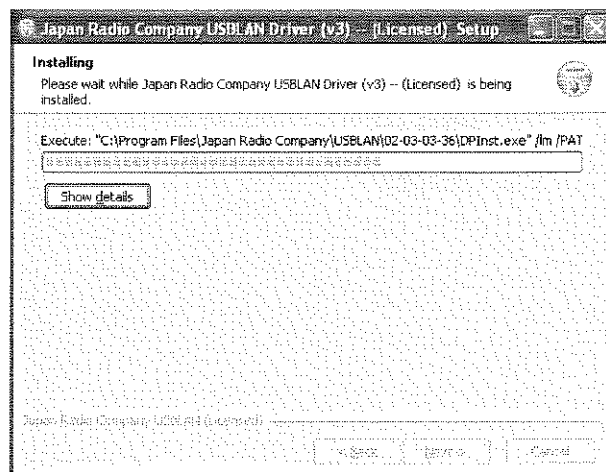 Japan Radio Company USBLAN Driver (v3) -- (Licensed) Setup
Installing
Please wait while Japan Radio Company USBLAN Driver (v3) -- (Licensed) is being
installed.
Execute: "C:\Program Files\Japan Radio Company\USBLAN\02-03-03-36\DPInst.exe" /lm /PAT
Show details
Japan Radio Company USBLAN (Licensed)
< Back
Next >
Cancel